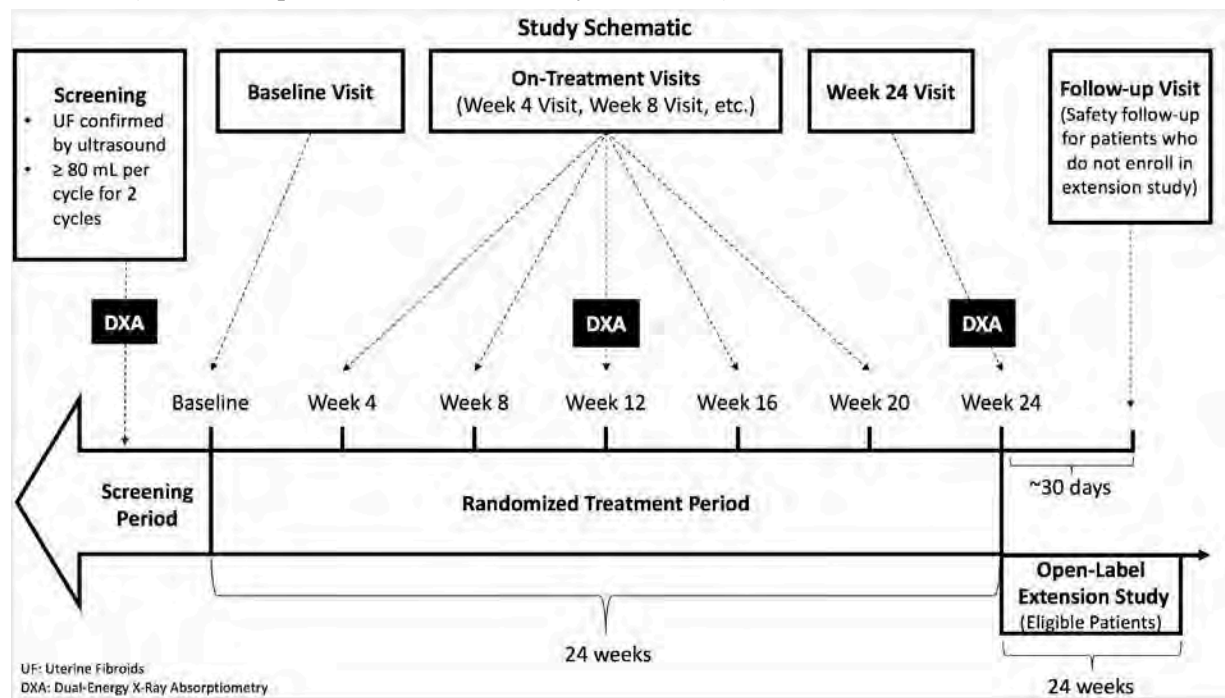 Study Schematic
Screening
• UF confirmed
by ultrasound
• ≥ 80 mL per
cycle for 2
cycles
Baseline Visit
On-Treatment Visits
(Week 4 Visit, Week 8 Visit, etc.)
Week 24 Visit
Follow-up Visit
(Safety follow-up
for patients who
do not enroll in
extension study)
DXA
DXA
DXA
Baseline
Week 4
Week 8
Week 12
Week 16
Week 20
Week 24
Screening
Period
Randomized Treatment Period
~30 days
Open-Label
Extension Study
(Eligible Patients)
24 weeks
24 weeks
UF: Uterine Fibroids
DXA: Dual-Energy X-Ray Absorptiometry